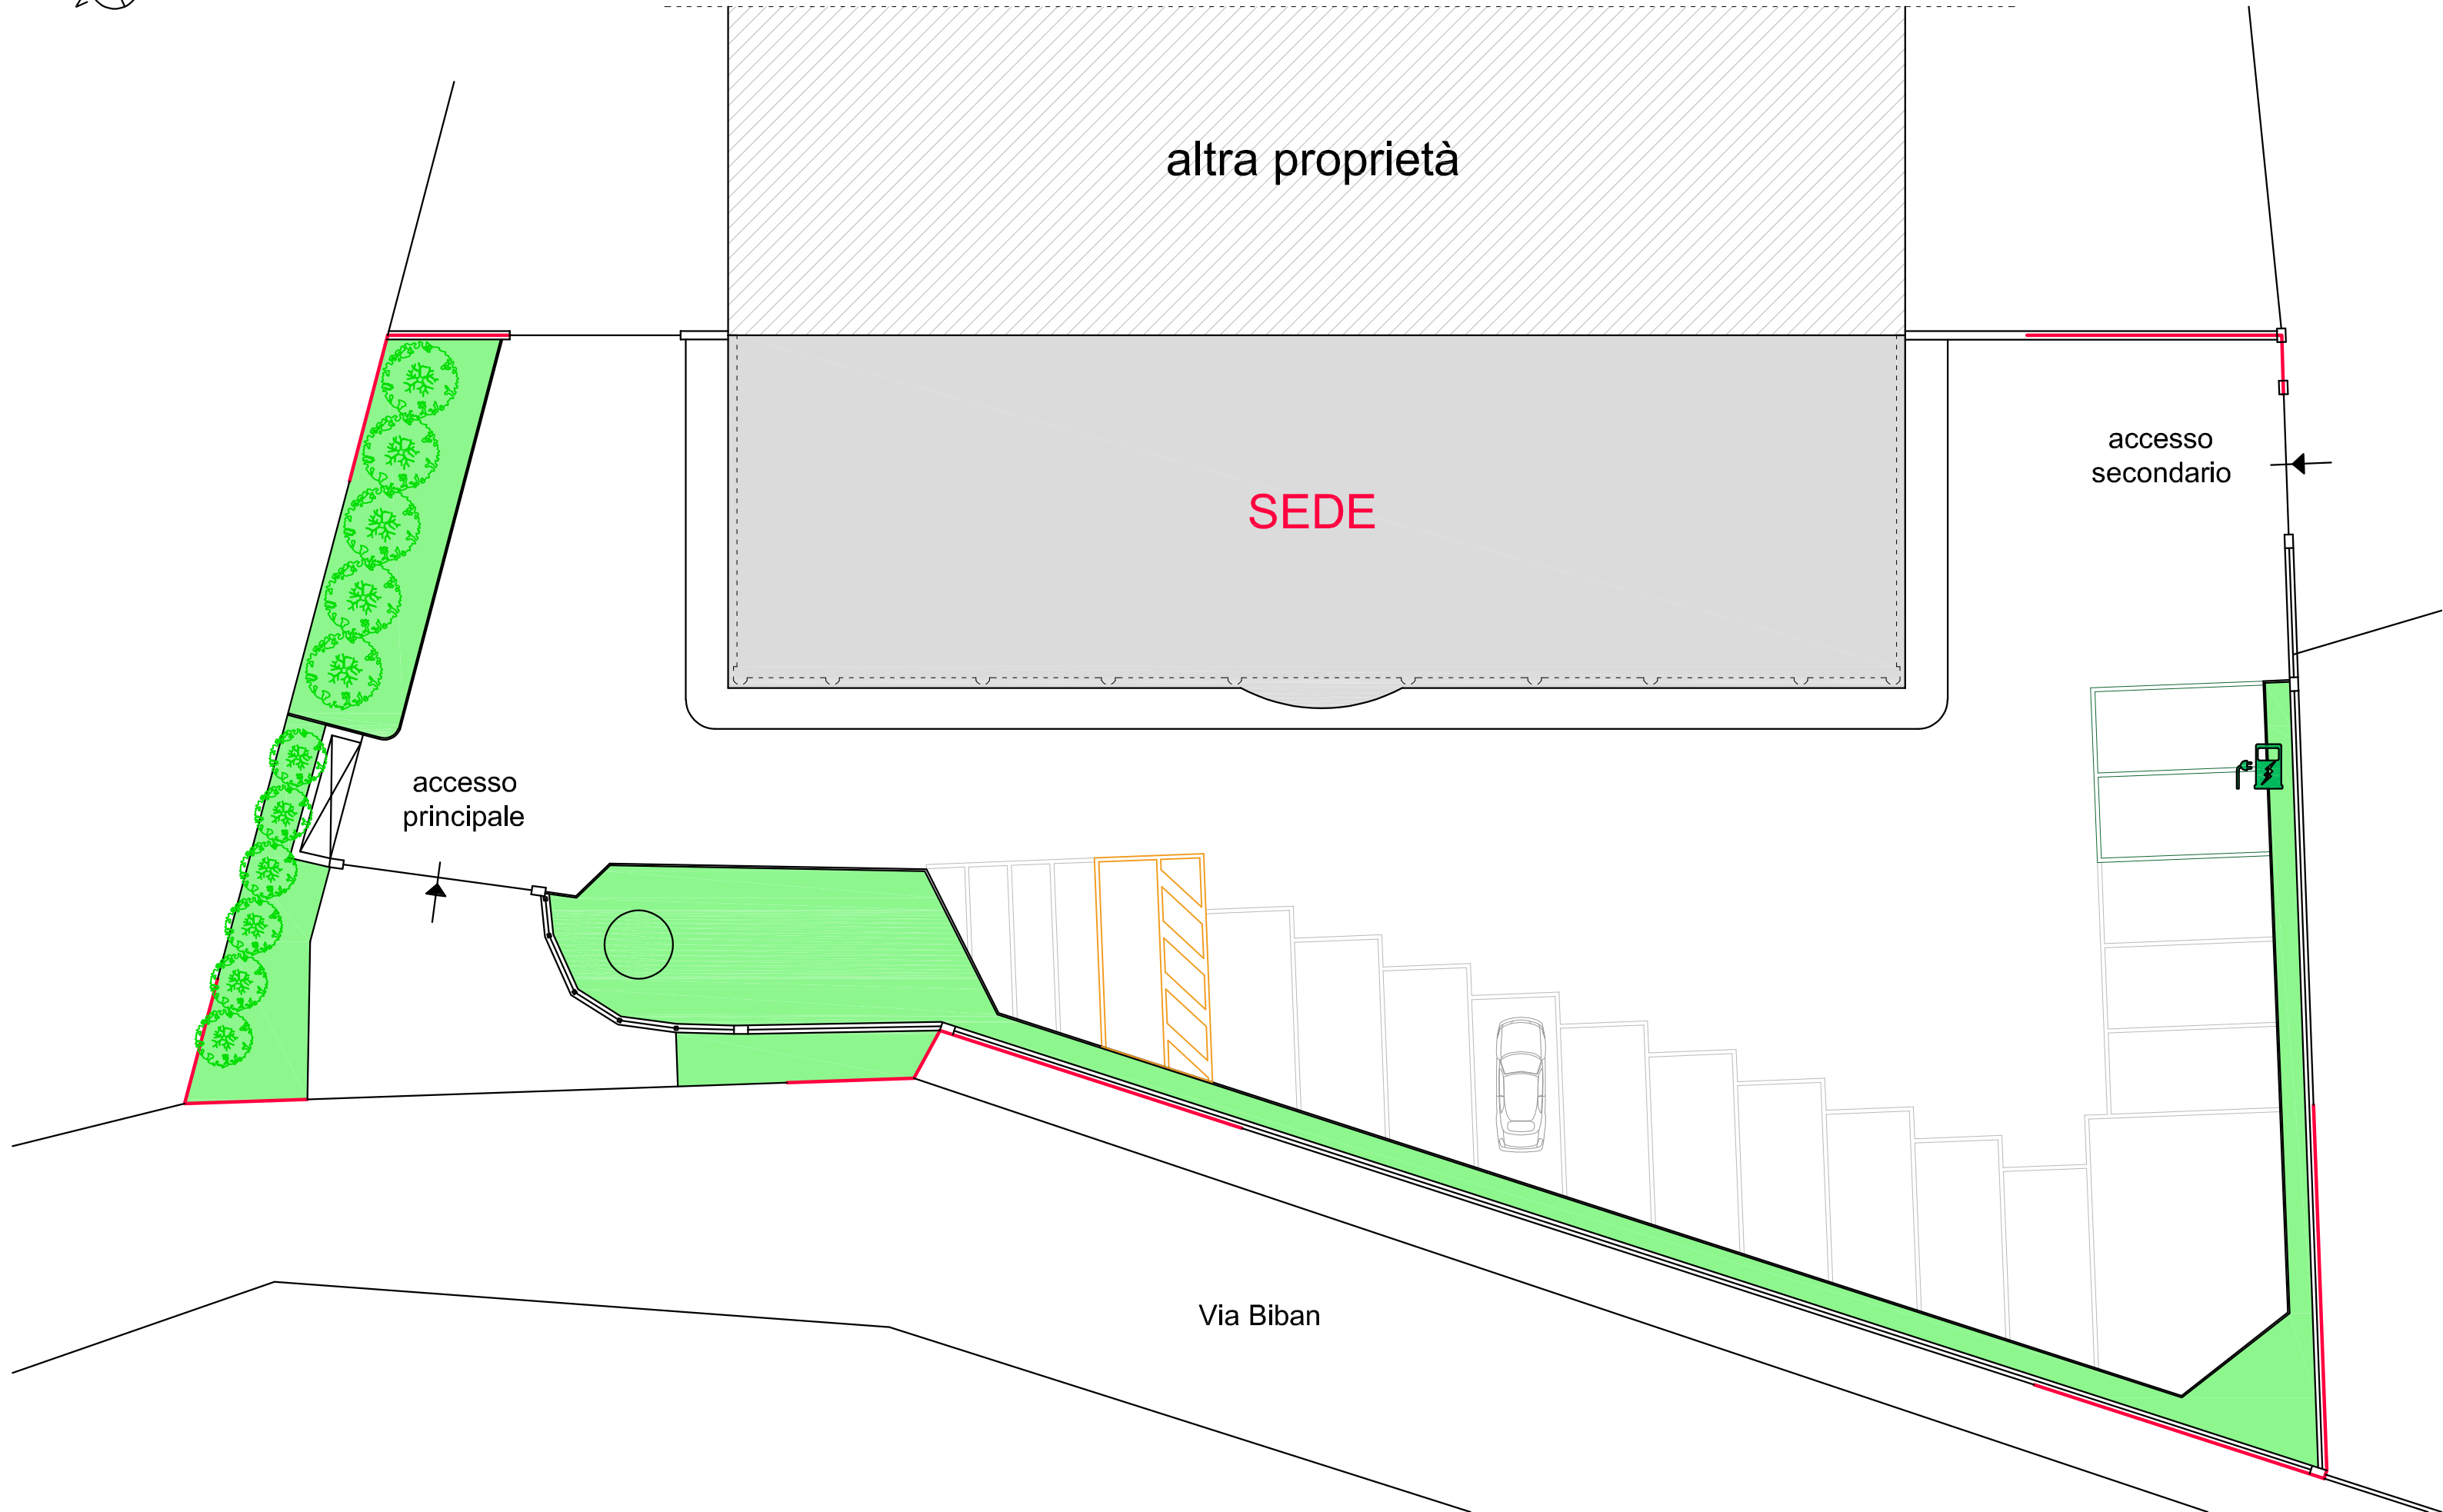 altra proprietà
SEDE
accesso
secondario
accesso
principale
Via Biban